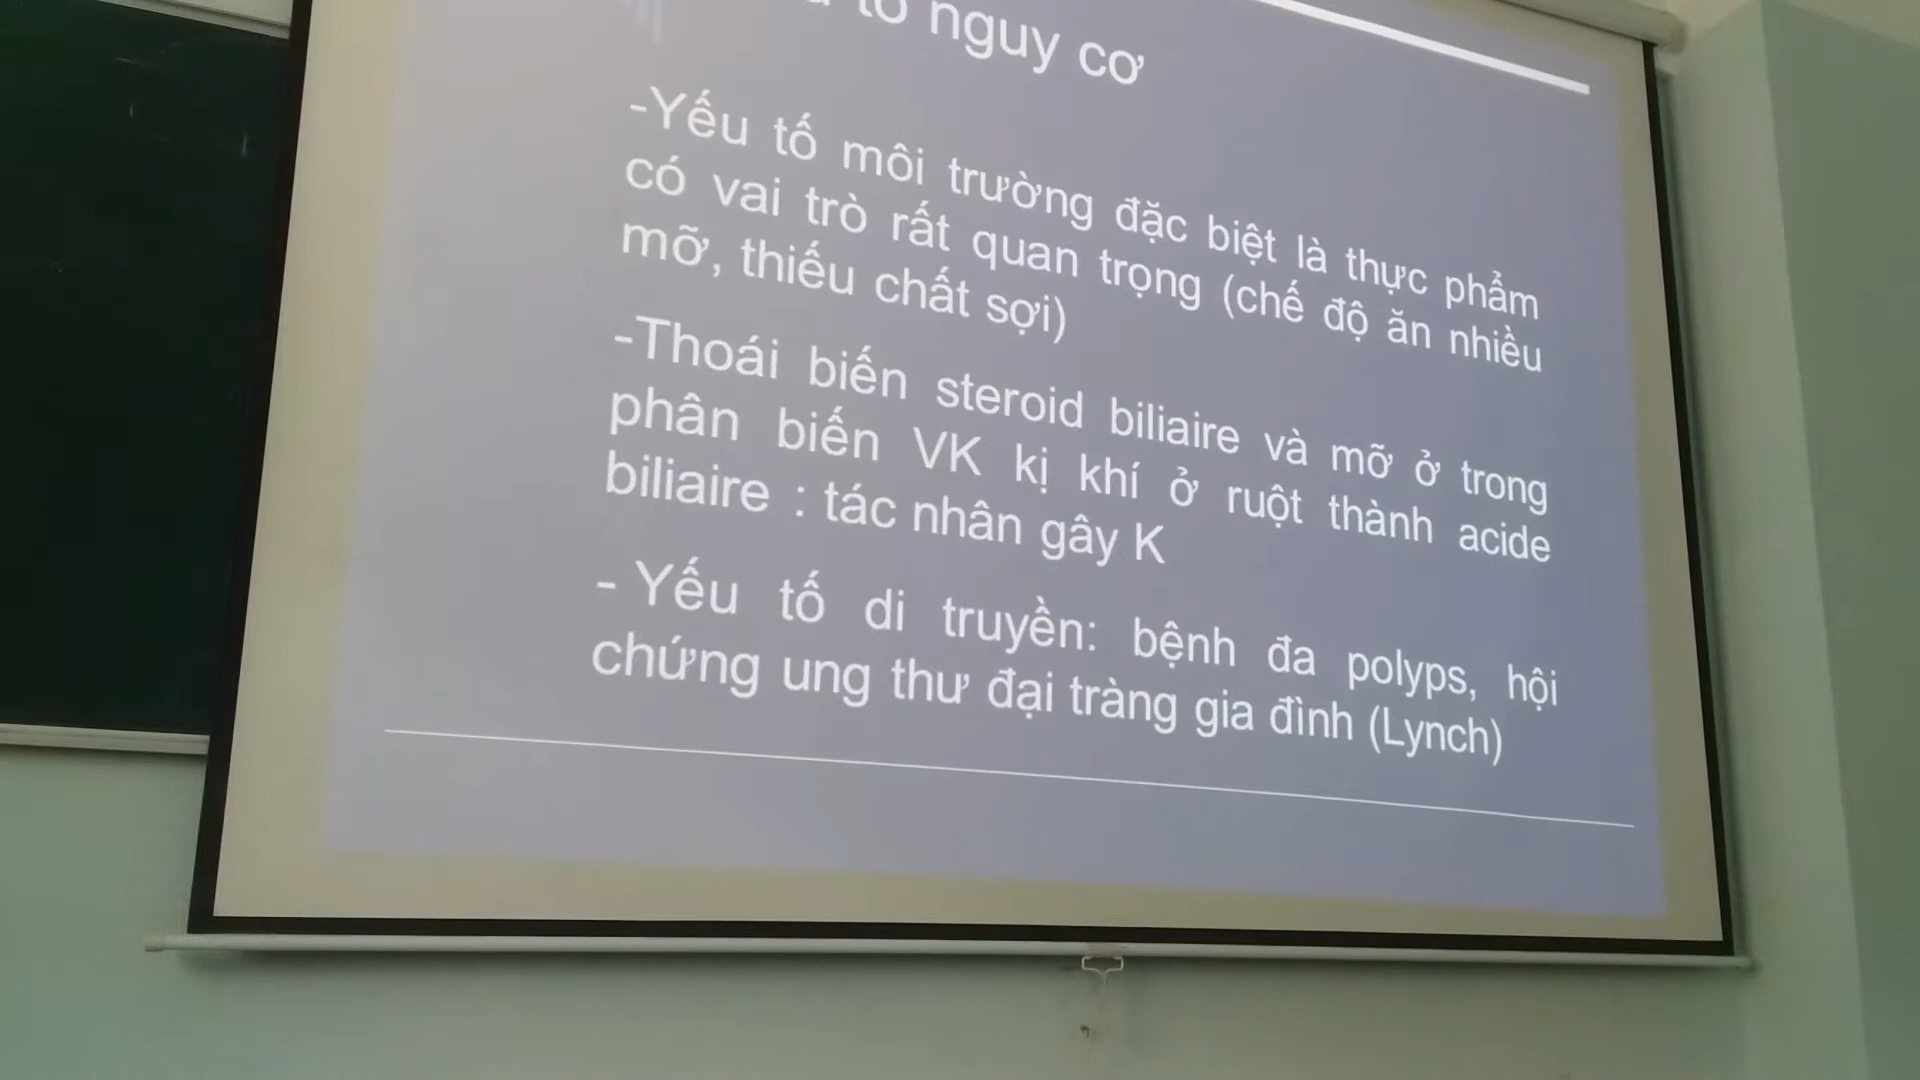 tố nguy cơ
-Yếu tố môi trường đặc biệt là thực phẩm
có vai trò rất quan trọng (chế độ ăn nhiều
mỡ, thiếu chất sợi)
-Thoái biến steroid biliaire và mỡ ở trong
phân biến VK kị khí ở ruột thành acide
biliaire : tác nhân gây K
- Yếu tố di truyền: bệnh đa polyps, hội
chứng ung thư đại tràng gia đình (Lynch)